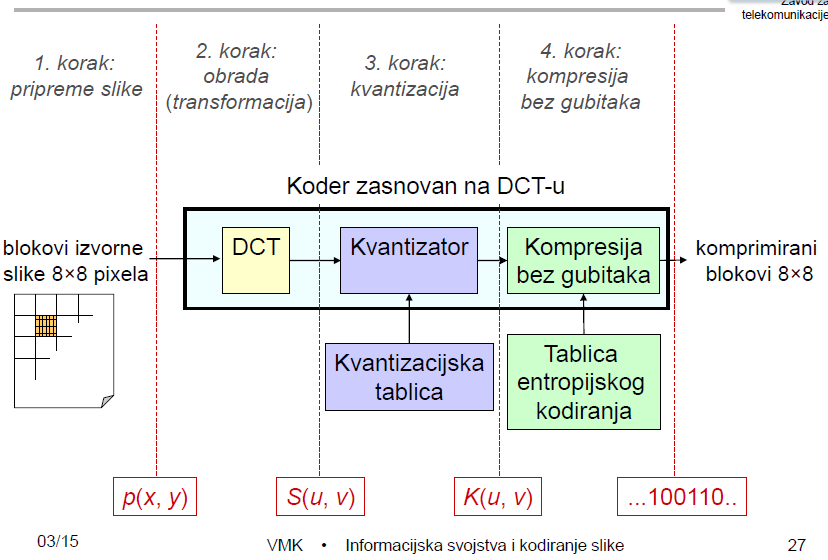 Zavod za
telekomunikacije
1. korak:
pripreme slike
2. korak:
obrada
(transformacija)
3. korak:
kvantizacija
4. korak:
kompresija
bez gubitaka
Koder zasnovan na DCT-u
blokovi izvorne
slike 8×8 pixela
DCT
Kvantizator
Kompresija
bez gubitaka
komprimirani
blokovi 8×8
Kvantizacijska
tablica
Tablica
entropijskog
kodiranja
p(x, y)
S(u, v)
K(u, v)
...100110..
03/15
VMK • Informacijska svojstva i kodiranje slike
27